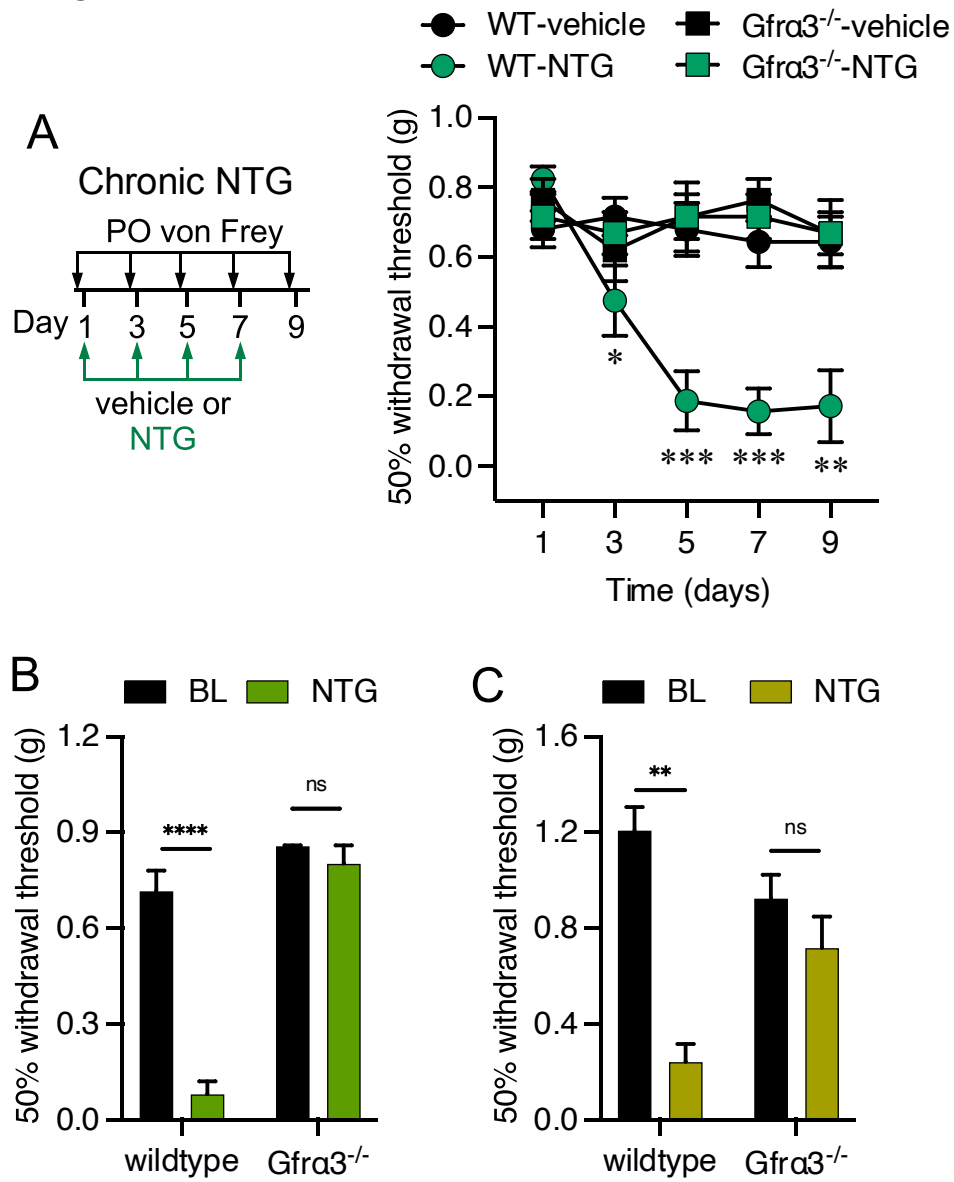 WT-vehicle Gfrα3-/--vehicle
WT-NTG Gfrα3-/--NTG
A
Chronic NTG
PO von Frey
Day 1 3 5 7 9
vehicle or
NTG
50% withdrawal threshold (g)
1.0
0.8
0.6
0.4
0.2
0.0
*
*** *** **
1 3 5 7 9
Time (days)
B
BL NTG
50% withdrawal threshold (g)
1.2
0.9
0.6
0.3
0.0
****
ns
wildtype Gfrα3-/-
C
BL NTG
50% withdrawal threshold (g)
1.6
1.2
0.8
0.4
0.0
**
ns
wildtype Gfrα3-/-